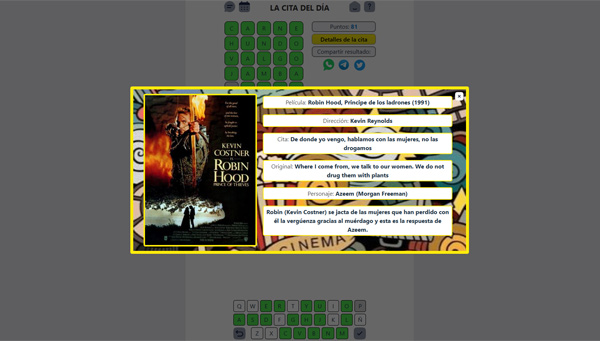 LA CITA DEL DÍA
?
C A R N E
M U N D O
V A L G O
J A M B A
Puntos: 81
Detalles de la cita
Compartir resultado:
×
KEVIN
COSTNER
ROBIN
HOOD
PRINCE OF THIEVES
Película: Robin Hood, Príncipe de los ladrones (1991)
Dirección: Kevin Reynolds
Cita: De donde yo vengo, hablamos con las mujeres, no las
drogamos
Original: Where I come from, we talk to our women. We do not
drug them with plants
Personaje: Azeem (Morgan Freeman)
Robin (Kevin Costner) se jacta de las mujeres que han perdido con
él la vergüenza gracias al muérdago y esta es la respuesta de
Azeem.
CINEMA
Q W E R T Y U I O P
A S D F G H J K L Ñ
Z X C V B N M